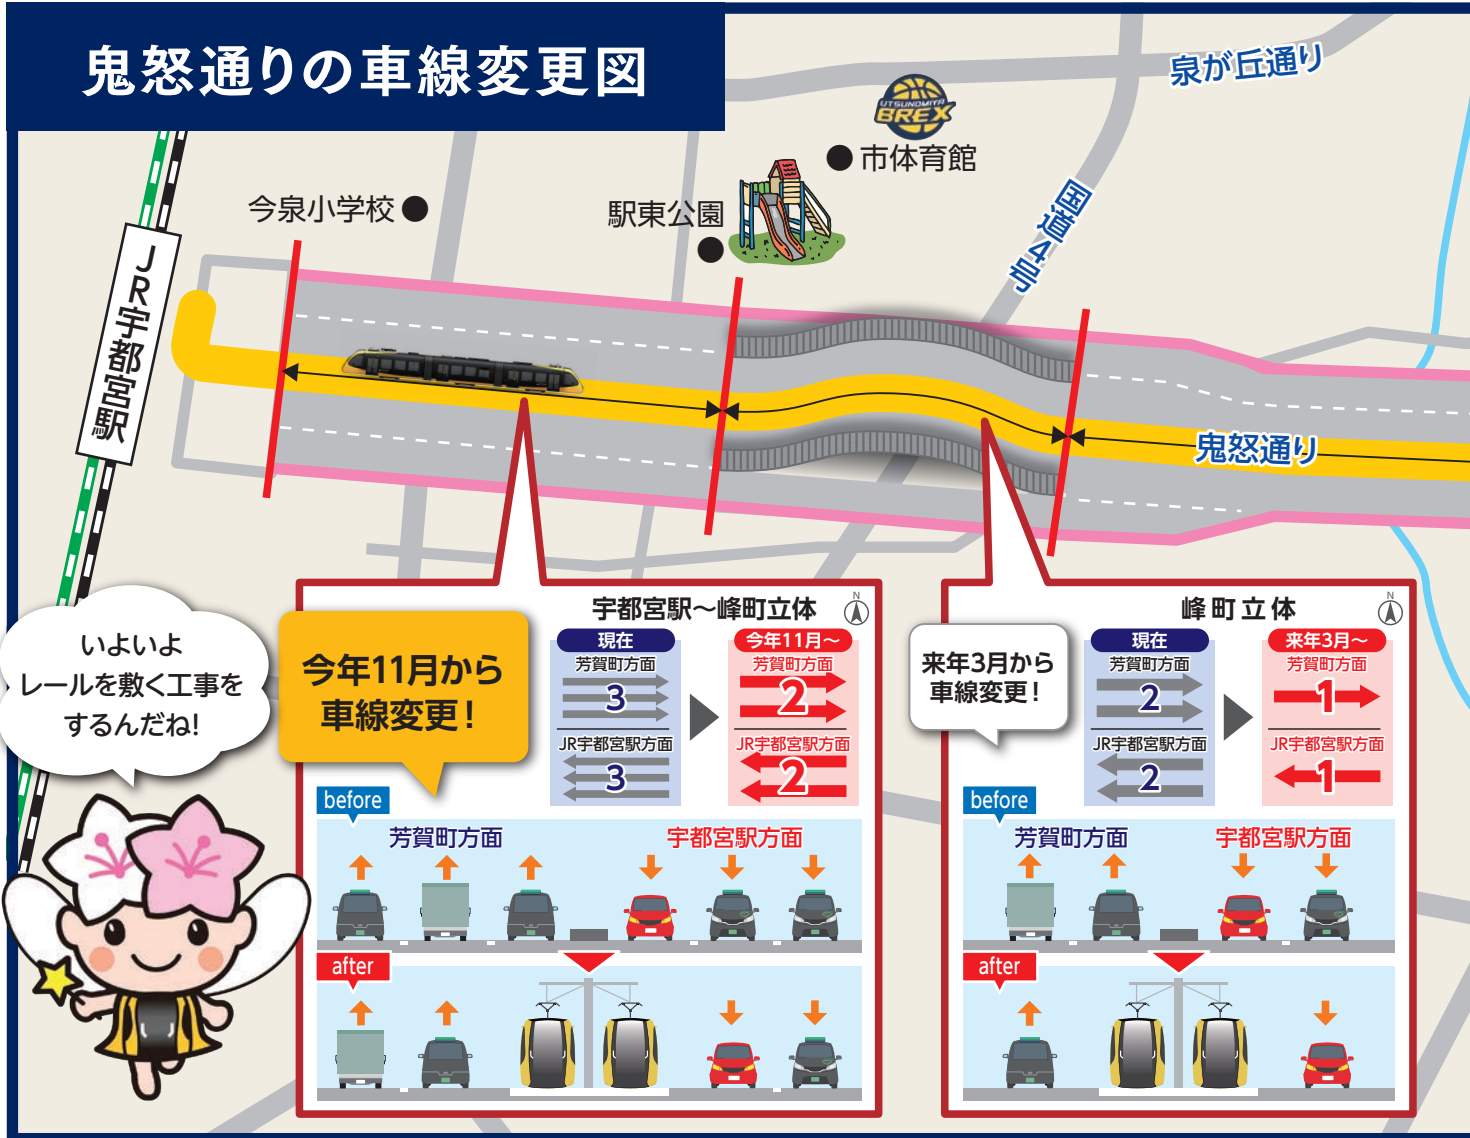 鬼怒通りの車線変更図
泉が丘通り
UTSUNOMIYA
BREX
市体育館
国道4号
今泉小学校
駅東公園
JR宇都宮駅
鬼怒通り
いよいよ
レールを敷く工事を
するんだね!
今年11月から
車線変更!
宇都宮駅～峰町立体
N
現在
芳賀町方面
3
JR宇都宮駅方面
3
今年11月～
芳賀町方面
2
JR宇都宮駅方面
2
before
芳賀町方面
宇都宮駅方面
after
来年3月から
車線変更!
峰町立体
N
現在
芳賀町方面
2
JR宇都宮駅方面
2
来年3月～
芳賀町方面
1
JR宇都宮駅方面
1
before
芳賀町方面
宇都宮駅方面
after